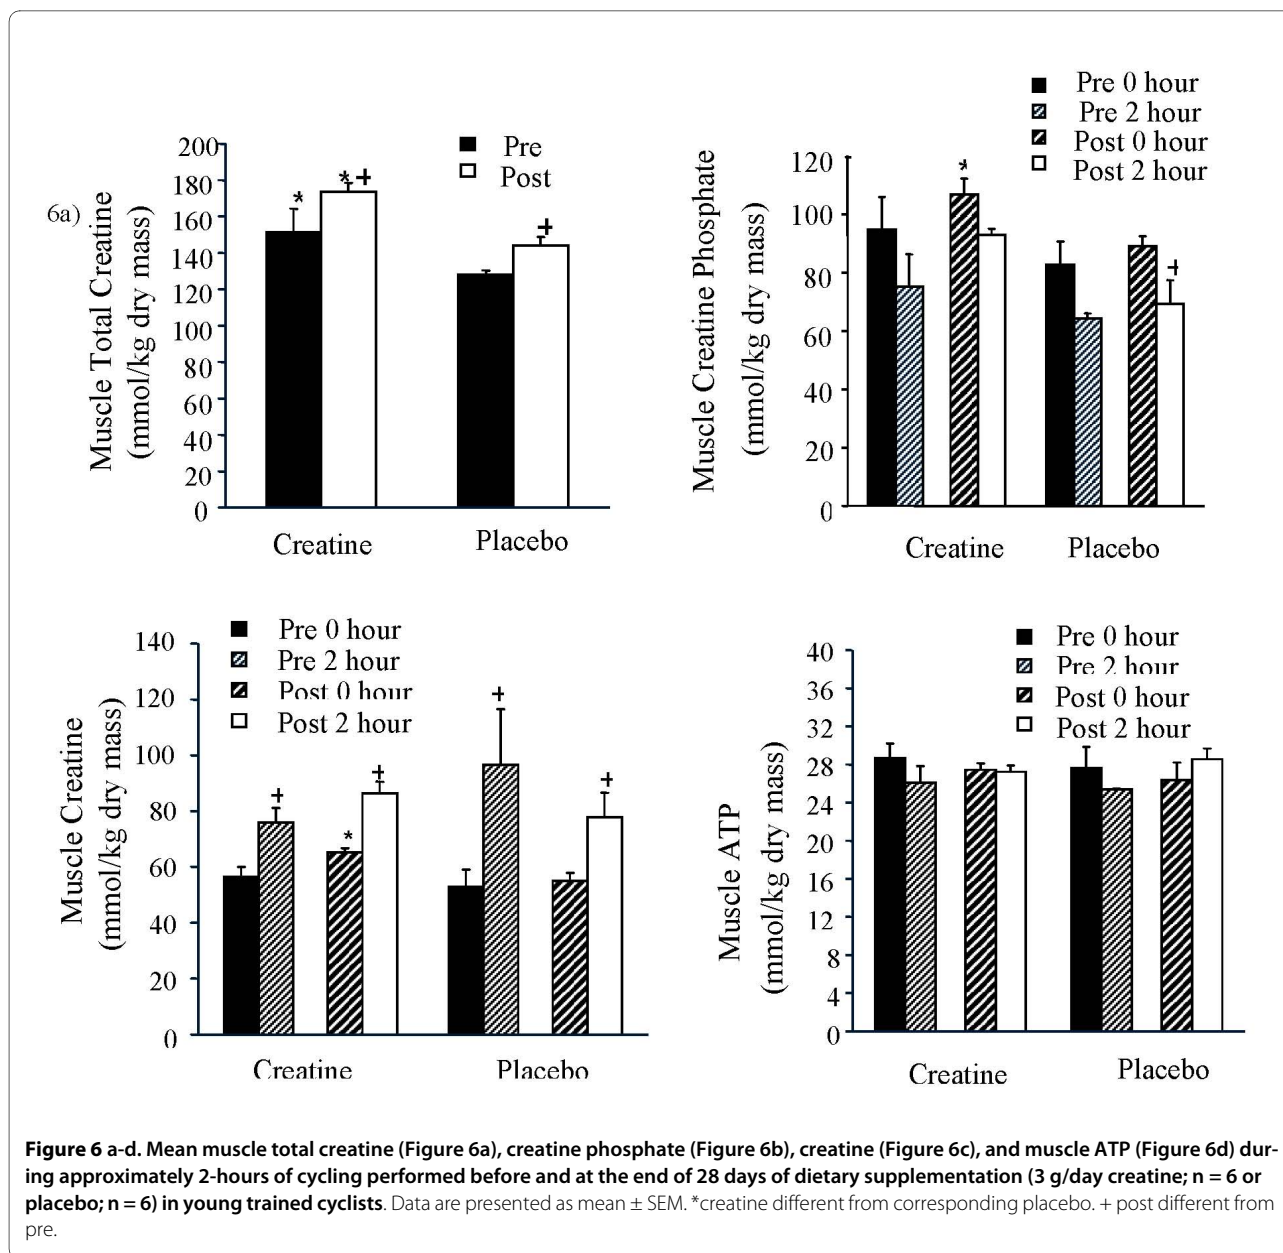 Pre 0 hour
Pre 2 hour
Post 0 hour
Post 2 hour
6a)
Muscle Total Creatine
(mmol/kg dry mass)
200
180
160
140
120
100
80
60
40
20
0
Pre
Post
*
*+
+
Creatine
Placebo
Muscle Creatine Phosphate
(mmol/kg dry mass)
120
100
80
60
40
20
0
*
+
Creatine
Placebo
Muscle Creatine
(mmol/kg dry mass)
140
120
100
80
60
40
20
0
Pre 0 hour
Pre 2 hour
Post 0 hour
Post 2 hour
+
*
+
+
+
Creatine
Placebo
Muscle ATP
(mmol/kg dry mass)
40
36
32
28
24
20
16
12
8
4
0
Pre 0 hour
Pre 2 hour
Post 0 hour
Post 2 hour
Creatine
Placebo
Figure 6 a-d. Mean muscle total creatine (Figure 6a), creatine phosphate (Figure 6b), creatine (Figure 6c), and muscle ATP (Figure 6d) dur-
ing approximately 2-hours of cycling performed before and at the end of 28 days of dietary supplementation (3 g/day creatine; n = 6 or
placebo; n = 6) in young trained cyclists. Data are presented as mean ± SEM. *creatine different from corresponding placebo. + post different from
pre.